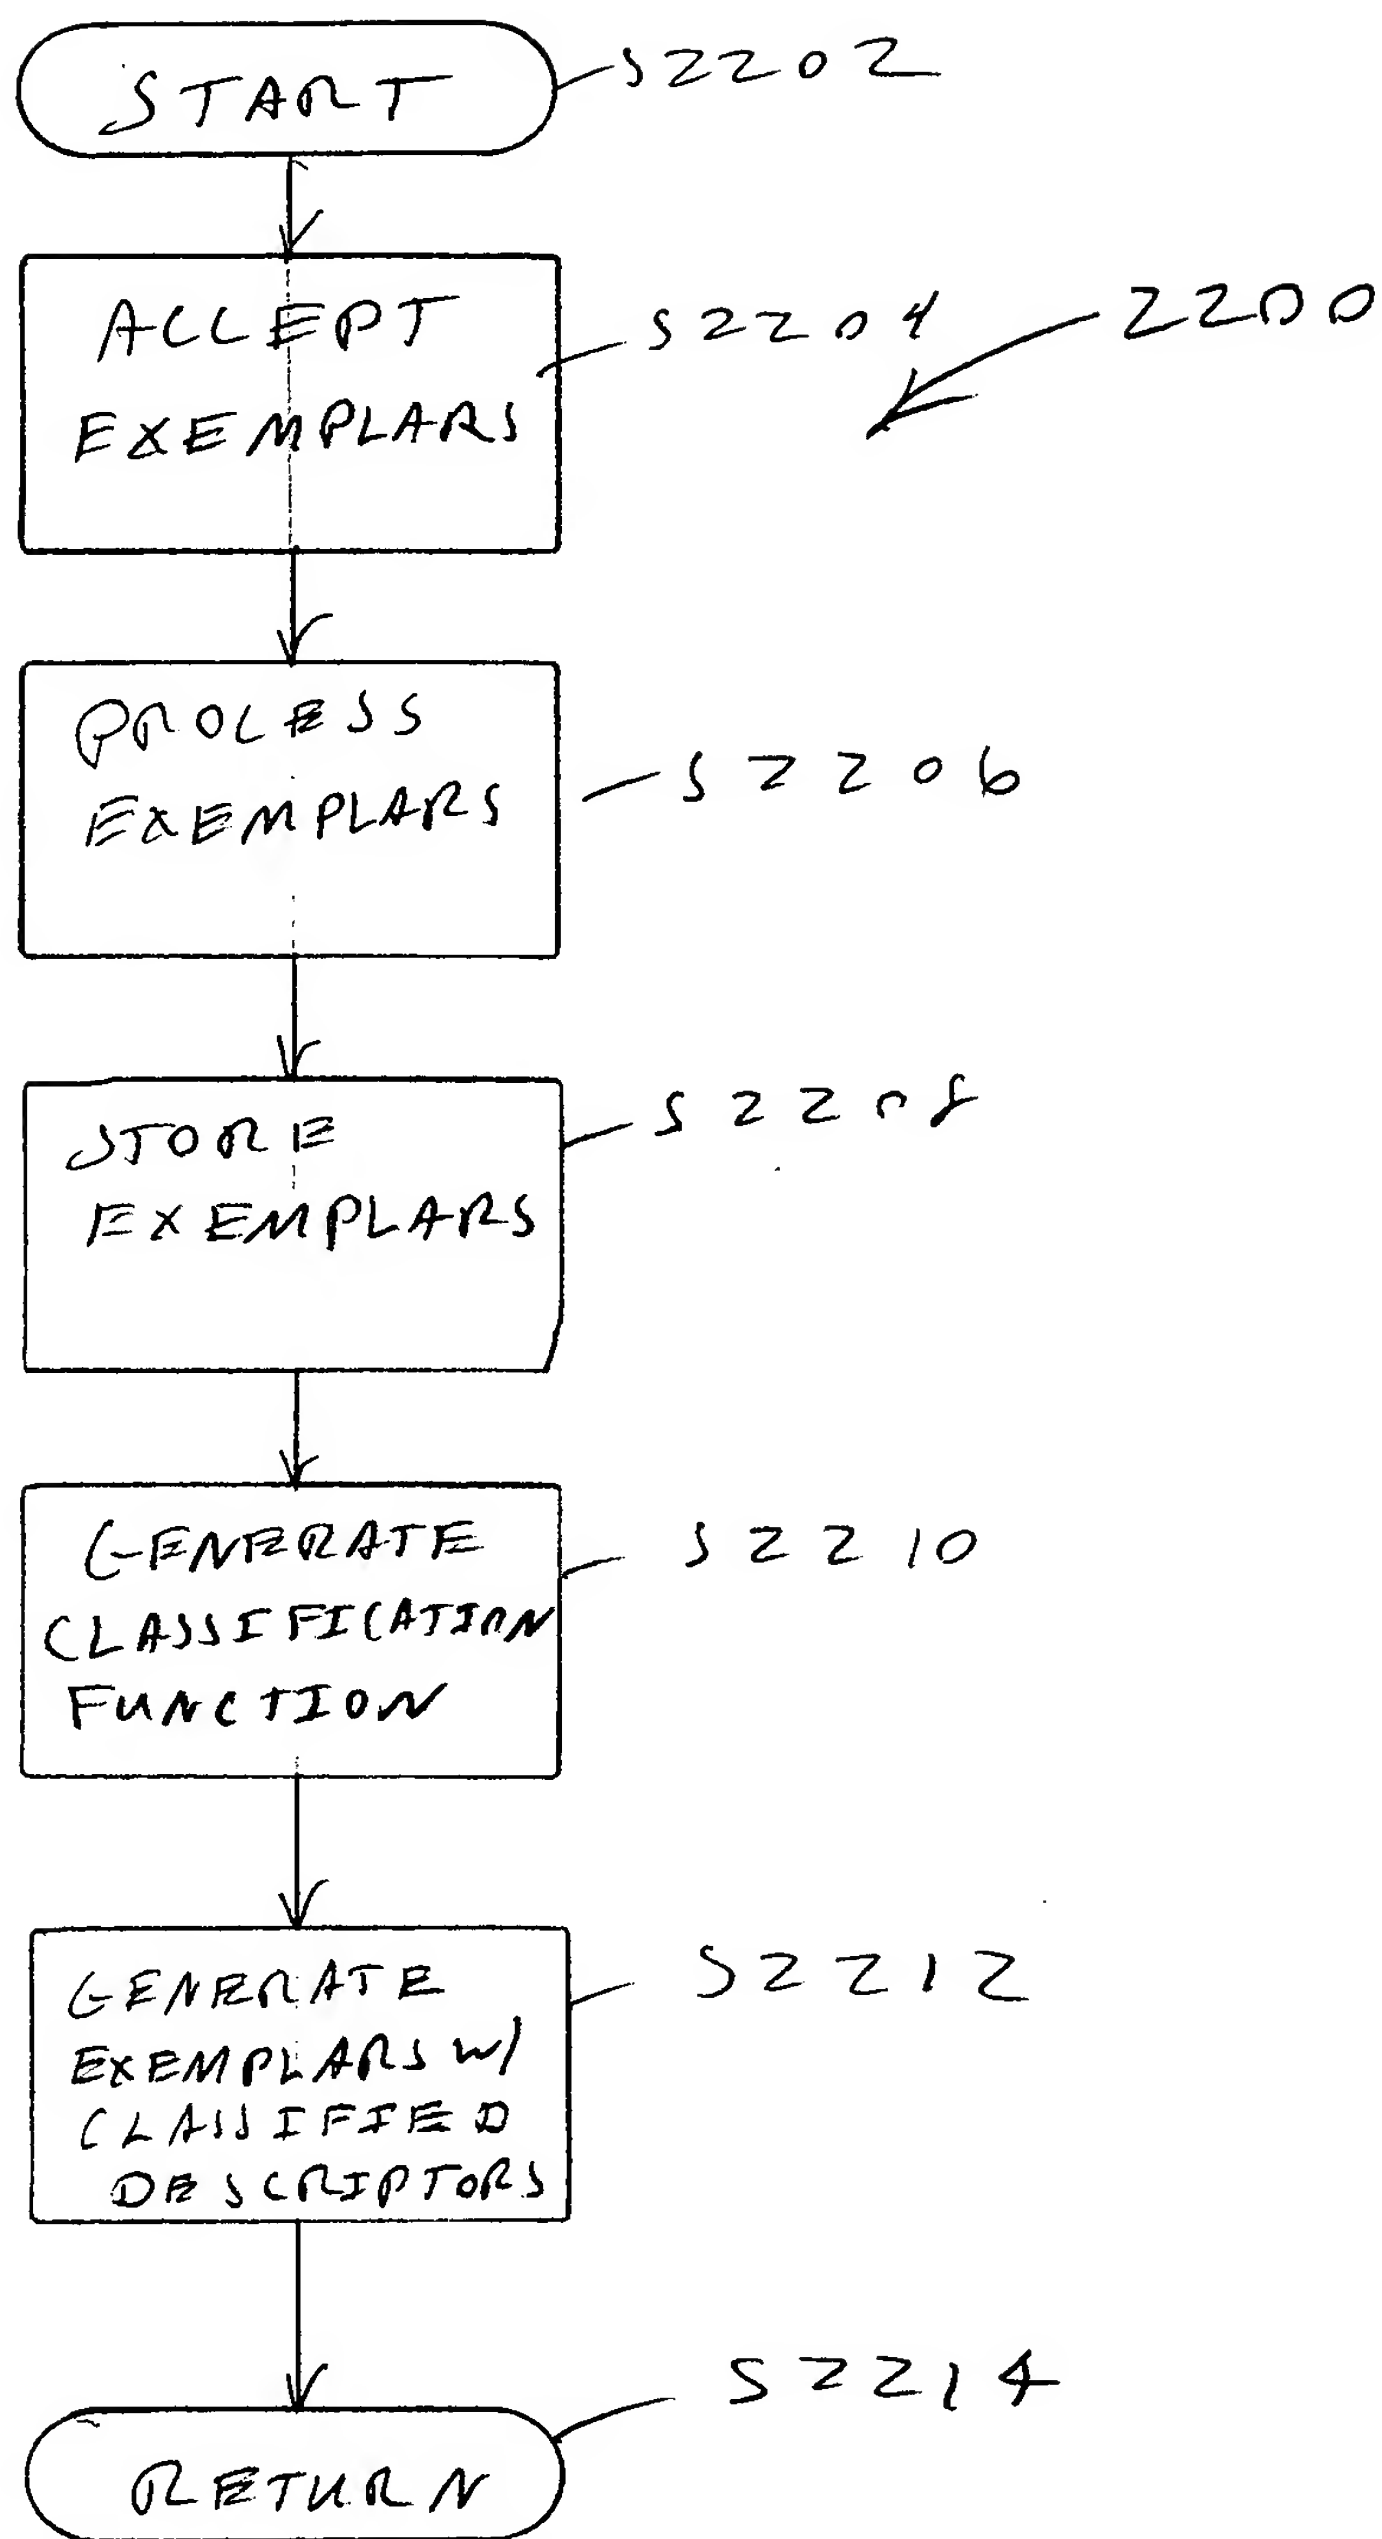 START
S2202
ACCEPT
EXEMPLARS
S2204
2200
PROCESS
EXEMPLARS
S2206
STORE
EXEMPLARS
S2208
GENERATE
CLASSIFICATION
FUNCTION
S2210
GENERATE
EXEMPLARS W/
CLASSIFIED
DESCRIPTORS
S2212
RETURN
S2214